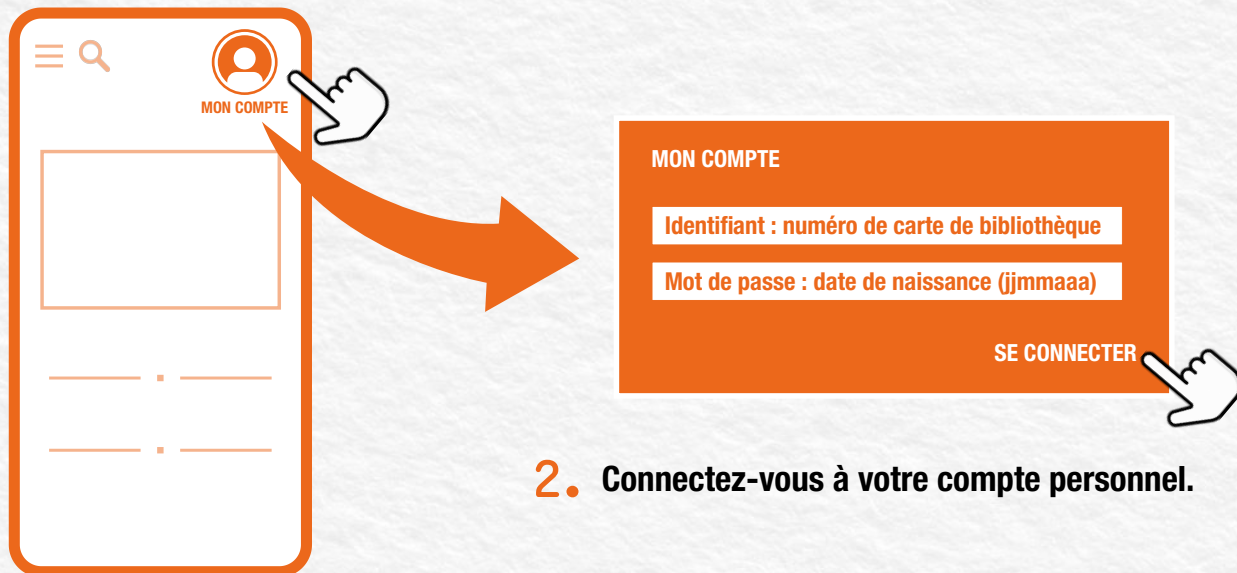 MON COMPTE
MON COMPTE
Identifiant : numéro de carte de bibliothèque
Mot de passe : date de naissance (jjmmaaa)
SE CONNECTER
2. Connectez-vous à votre compte personnel.